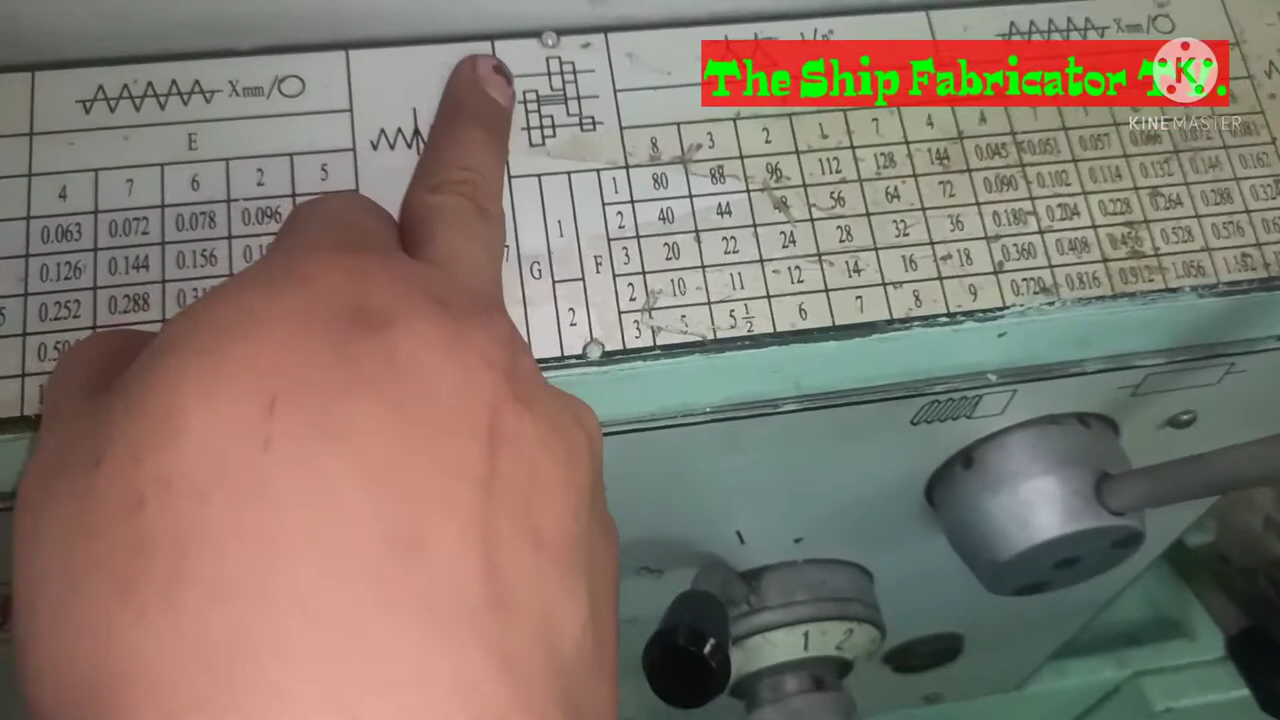 Xmm/O
Xmm/O
The Ship Fabricator TV.
K
KINEMASTER
E
4 7 6 2 5
0.063 0.072 0.078 0.096
0.126 0.144 0.156
0.252 0.288
8 3 2 1 7 4 4
1 80 88 96 112 128 144 0.045 0.051 0.057
1 2 40 44 48 56 64 72 0.090 0.102 0.114 0.132 0.144 0.162
G F 3 20 22 24 28 32 36 0.180 0.204 0.228 0.264 0.288
2 10 11 12 14 16 18 0.360 0.408 0.456 0.528 0.576
2 3 5 5 1/2 6 7 8 9 0.720 0.816 0.912 1.056 1.152
1 2